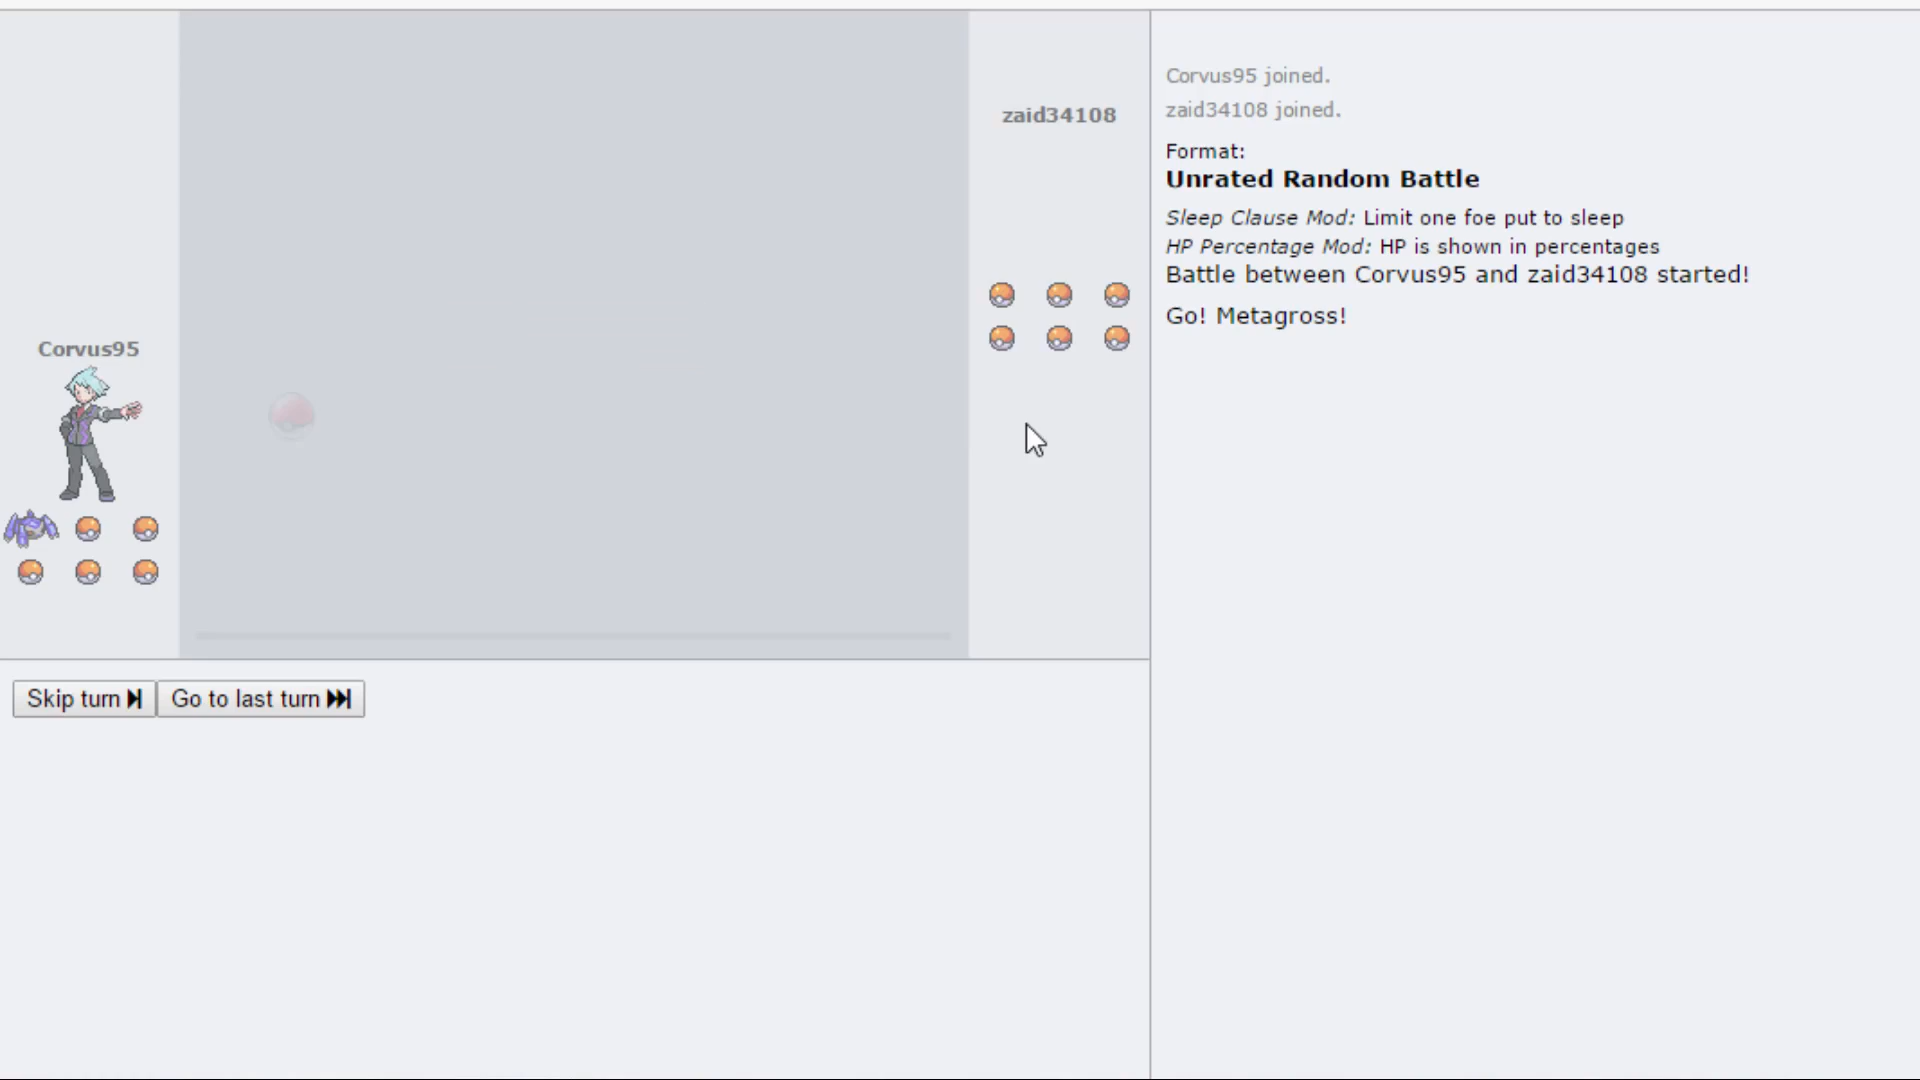 zaid34108
Corvus95
Skip turn
Go to last turn
Corvus95 joined.
zaid34108 joined.
Format:
Unrated Random Battle
Sleep Clause Mod: Limit one foe put to sleep
HP Percentage Mod: HP is shown in percentages
Battle between Corvus95 and zaid34108 started!
Go! Metagross!